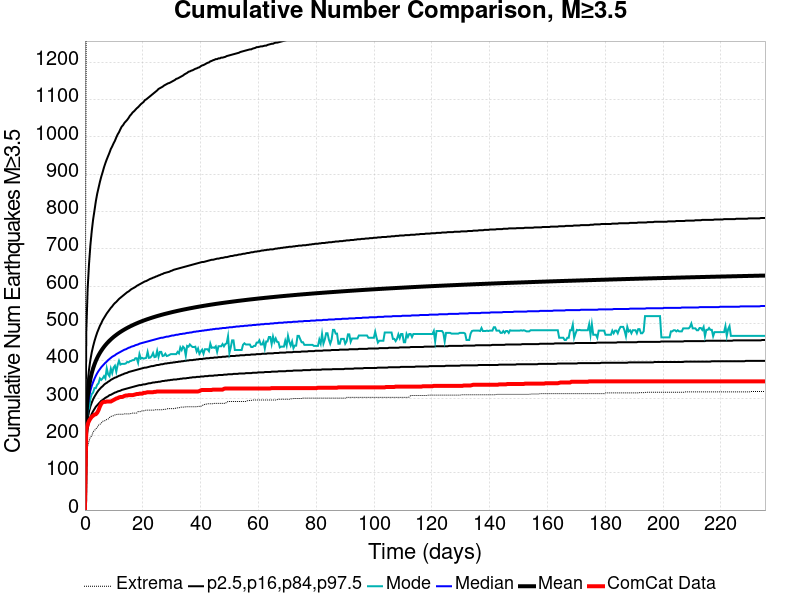 Cumulative Number Comparison, M≥3.5
Cumulative Num Earthquakes M≥3.5
1200
1100
1000
900
800
700
600
500
400
300
200
100
0
0 20 40 60 80 100 120 140 160 180 200 220
Time (days)
Extrema p2.5,p16,p84,p97.5 Mode Median Mean ComCat Data